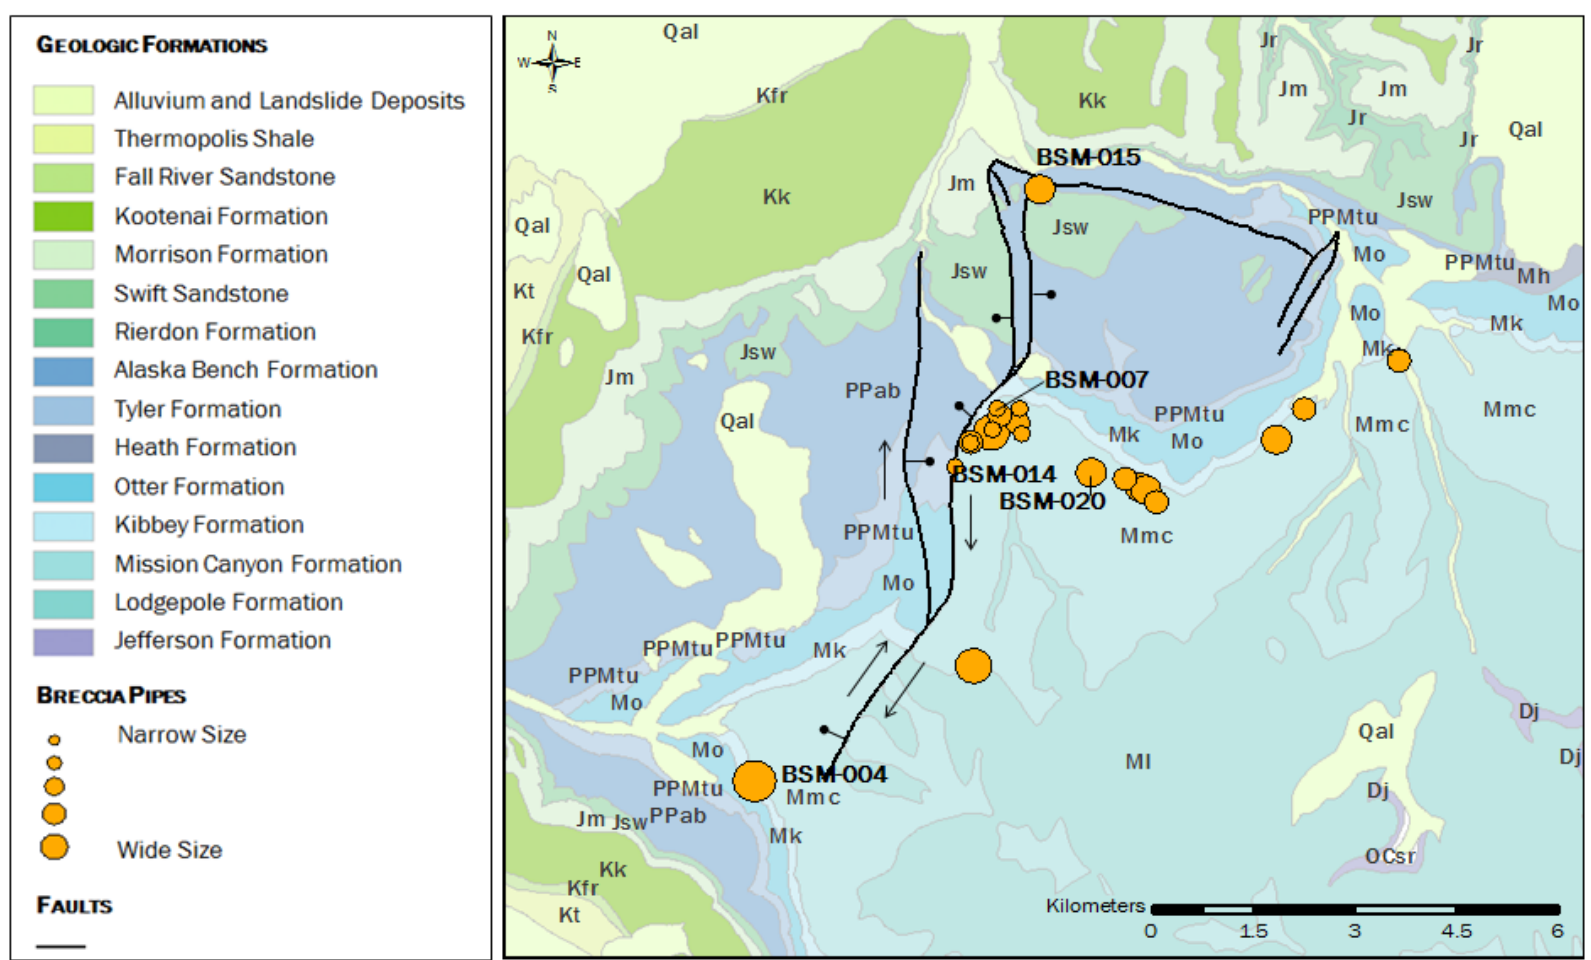 GEOLOGIC FORMATIONS
Alluvium and Landslide Deposits
Thermopolis Shale
Fall River Sandstone
Kootenai Formation
Morrison Formation
Swift Sandstone
Rierdon Formation
Alaska Bench Formation
Tyler Formation
Heath Formation
Otter Formation
Kibbey Formation
Mission Canyon Formation
Lodgepole Formation
Jefferson Formation
BRECCIA PIPES
Narrow Size
Wide Size
FAULTS
Qal
N
W E
S
Jr
Jr
Kfr
Kk
Jm
Jm
Jr
Qal
Jr
BSM-015
Jm
Kk
Jsw
PPMtu
Qal
Jsw
Mo
PPMtu
Mh
Qal
Jsw
Kt
Mo
Mo
Kfr
Mk
Mk
Jsw
Jm
BSM-007
PPab
PPMtu
Mmc
Qal
Mk
Mo
Mmc
BSM-014
BSM-020
PPMtu
Mmc
Mo
PPMtu
PPMtu
Mk
PPMtu
Mo
Dj
Qal
Mo
Dj
Ml
BSM-004
PPMtu
Mmc
Dj
Jm
Jsw
PPab
Mk
OCsr
Kk
Kfr
Kt
Kilometers
0 1.5 3 4.5 6